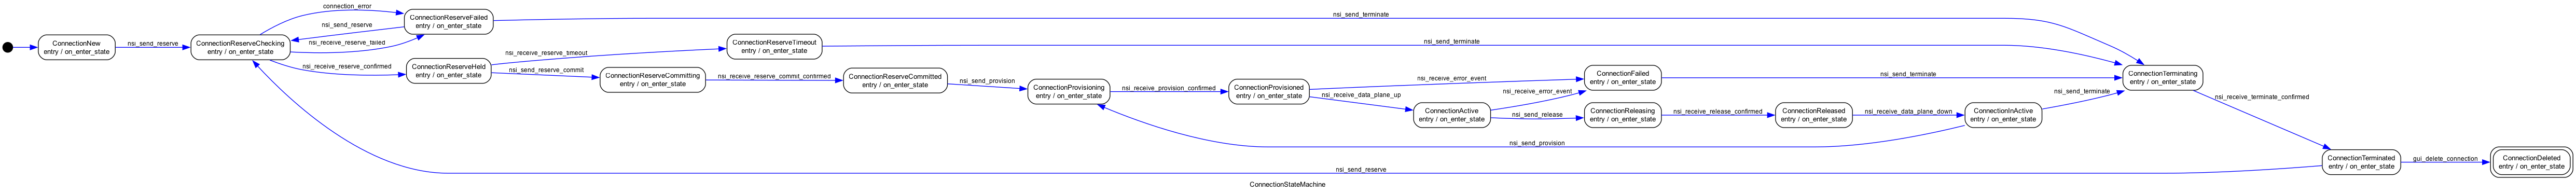 ConnectionNew
entry / on_enter_state
nsi_send_reserve
ConnectionReserveChecking
entry / on_enter_state
connection_error
nsi_send_reserve
nsi_receive_reserve_failed
nsi_receive_reserve_confirmed
ConnectionReserveFailed
entry / on_enter_state
ConnectionReserveHeld
entry / on_enter_state
nsi_receive_reserve_timeout
nsi_send_reserve_commit
ConnectionReserveCommitting
entry / on_enter_state
ConnectionReserveTimeout
entry / on_enter_state
nsi_receive_reserve_commit_confirmed
ConnectionReserveCommitted
entry / on_enter_state
nsi_send_provision
ConnectionProvisioning
entry / on_enter_state
nsi_receive_provision_confirmed
ConnectionProvisioned
entry / on_enter_state
nsi_send_terminate
nsi_send_terminate
nsi_receive_error_event
nsi_receive_data_plane_up
ConnectionActive
entry / on_enter_state
nsi_receive_error_event
nsi_send_release
ConnectionFailed
entry / on_enter_state
ConnectionReleasing
entry / on_enter_state
nsi_receive_release_confirmed
ConnectionReleased
entry / on_enter_state
nsi_send_terminate
nsi_receive_data_plane_down
ConnectionInActive
entry / on_enter_state
nsi_send_terminate
nsi_send_provision
ConnectionTerminating
entry / on_enter_state
nsi_receive_terminate_confirmed
ConnectionTerminated
entry / on_enter_state
nsi_send_reserve
gui_delete_connection
ConnectionDeleted
entry / on_enter_state
ConnectionStateMachine